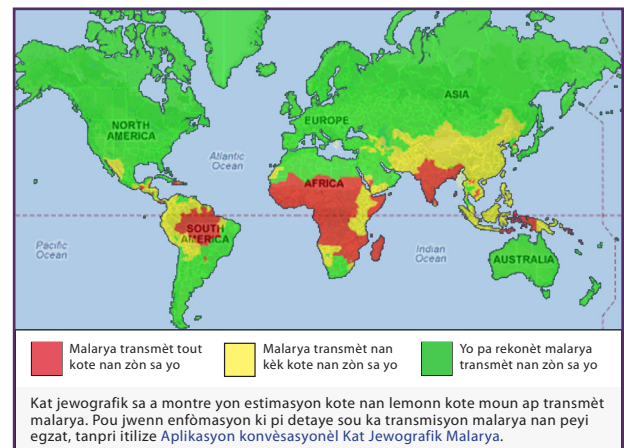 ASIA
EUROPE
NORTH
AMERICA
Atlantic
Ocean
AFRICA
SOUTH
AMERICA
Pacific
Ocean
Indian
Ocean
AUSTRALIA
Malarya transmèt tout
kote nan zòn sa yo
Malarya transmèt nan
kèk kote nan zòn sa yo
Yo pa rekonèt malarya
transmèt nan zòn sa yo
Kat jewografik sa a montre yon estimasyon kote nan lemonn kote moun ap transmèt
malarya. Pou jwenn enfòmasyon ki pi detaye sou ka transmisyon malarya nan peyi
egzat, tanpri itilize Aplikasyon konvèsasyonèl Kat Jewografik Malarya.